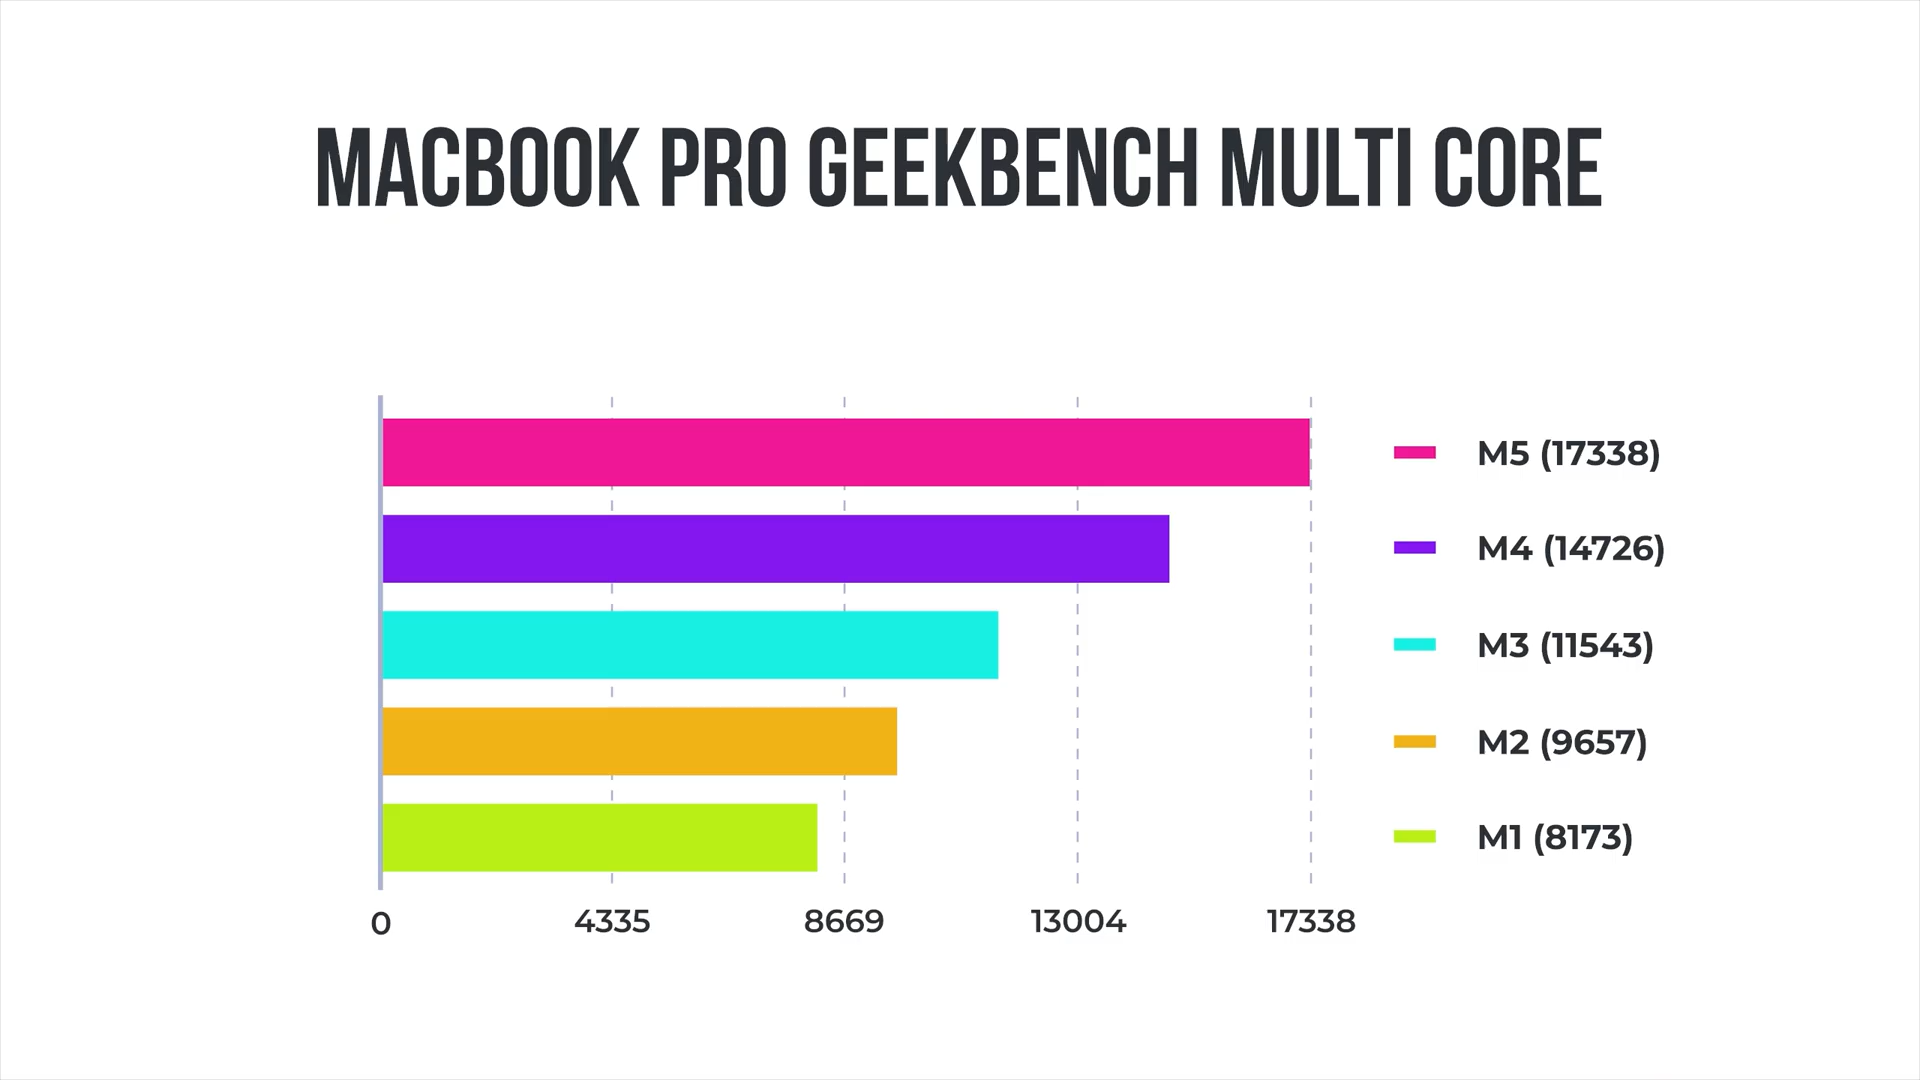 MACBOOK PRO GEEKBENCH MULTI CORE
M5 (17338)
M4 (14726)
M3 (11543)
M2 (9657)
M1 (8173)
0 4335 8669 13004 17338